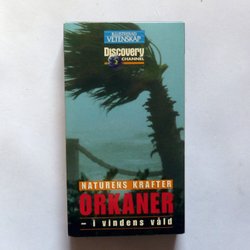 ILLUSTRERAD
VETENSKAP
Discovery
CHANNEL
NATURENS KRAFTER
ORKANER
– i vindens våld